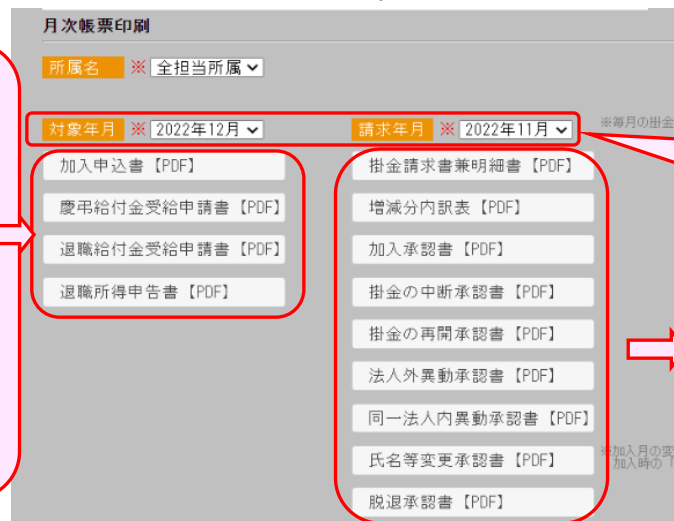 月次帳票印刷
所属名 ※ 全担当所属
対象年月 ※ 2022年12月
請求年月 ※ 2022年11月
※毎月の掛金
加入申込書【PDF】
慶弔給付金受給申請書【PDF】
退職給付金受給申請書【PDF】
退職所得申告書【PDF】
掛金請求書兼明細書【PDF】
増減分内訳表【PDF】
加入承認書【PDF】
掛金の中断承認書【PDF】
掛金の再開承認書【PDF】
法人外異動承認書【PDF】
同一法人内異動承認書【PDF】
氏名等変更承認書【PDF】
脱退承認書【PDF】
※加入月の変
加入時の「